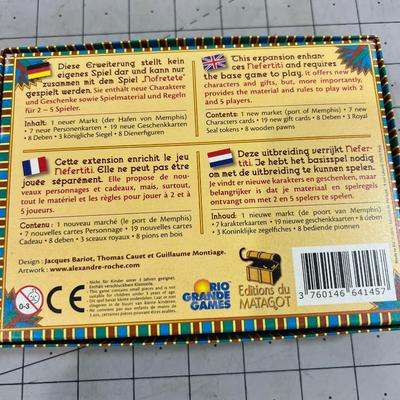 Diese Erweiterung stellt kein
eigenes Spiel dar und kann nur
zusammen mit dem Spiel „Nofretete"
gespielt werden. Sie enthält neue Charaktere
und Geschenke sowie Spielmaterial und Regeln
für 2 – 5 Spieler.
Inhalt: 1 neuer Markt (der Hafen von Memphis)
• 7 neue Personenkarten • 19 neue Geschenkkarten
• 8 Deben • 3 königliche Siegel • 8 Dienerfiguren
This expansion enhan-
ces Nefertiti and requires
the base game to play. It offers new
characters and gifts, but, more importantly,
provides the material and rules to play with 2
and 5 players.
Contents: 1 new market (port of Memphis) • 7 new
Characters cards • 19 new gift cards • 8 Deben • 3 Royal
Seal tokens • 8 wooden pawns
Cette extension enrichit le jeu
Nefertiti. Elle ne peut pas être
jouée séparément. Elle propose de nou-
veaux personnages et cadeaux, mais, surtout,
tout le matériel et les règles pour jouer à 2 et à
5 joueurs.
Contenu : 1 nouveau marché (le port de Memphis) •
7 nouvelles cartes Personnages • 19 nouvelles cartes
Cadeau • 8 deben • 3 sceaux royaux • 8 pions en bois
Deze uitbreiding verrijkt Nefer-
titi. Je hebt het basisspel nodig
om met de uitbreiding te kunnen spelen.
Je vindt er nieuwe karakters en geschenken, maar
belangrijker is dat je materiaal en spelregels
ontvangt om met 2 en 5 spelers te spelen.
Inhoud : 1 nieuwe markt (de poort van Memphis)
• 7 nieuwe karakterkaarten • 19 nieuwe geschenkkaarten • 8 deben
• 3 Koninklijke zegelfiches • 8 houten pionnen
Design : Jacques Bariot, Thomas Cauet et Guillaume Montiage.
Artwork : www.alexandre-roche.com
0-3
CE
RIO
GRANDE
GAMES
Editions du
MATAGOT
3 760146 641457